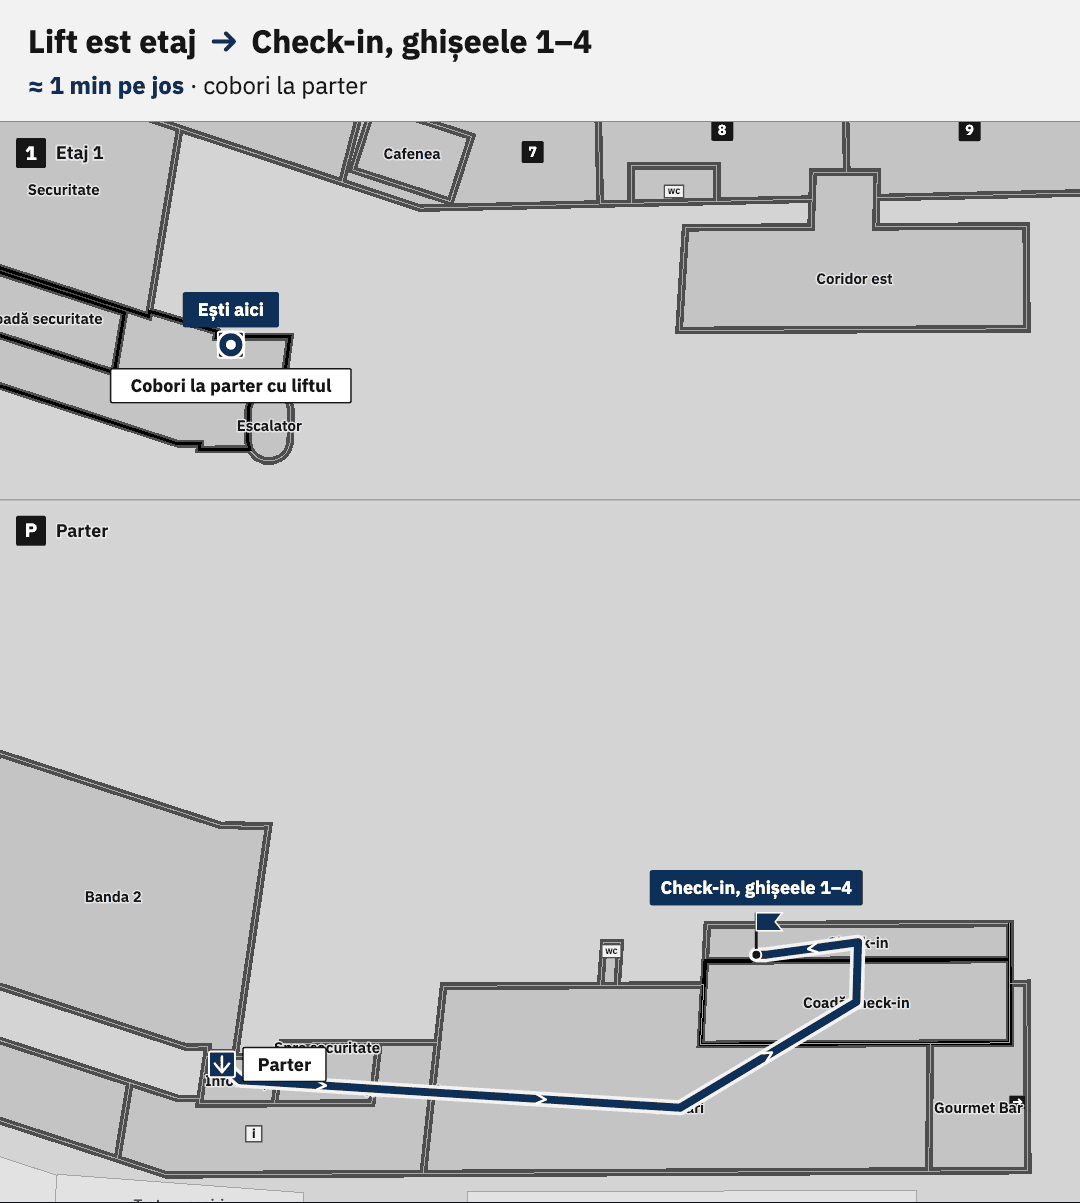 Lift est etaj → Check-in, ghișeele 1–4
≈ 1 min pe jos · cobori la parter
1 Etaj 1
8
9
7
Cafenea
Securitate
WC
Coridor est
Ești aici
securitate
Cobori la parter cu liftul
Escalator
P Parter
Banda 2
Check-in, ghișeele 1–4
WC
Parter
Gourmet Bar
i